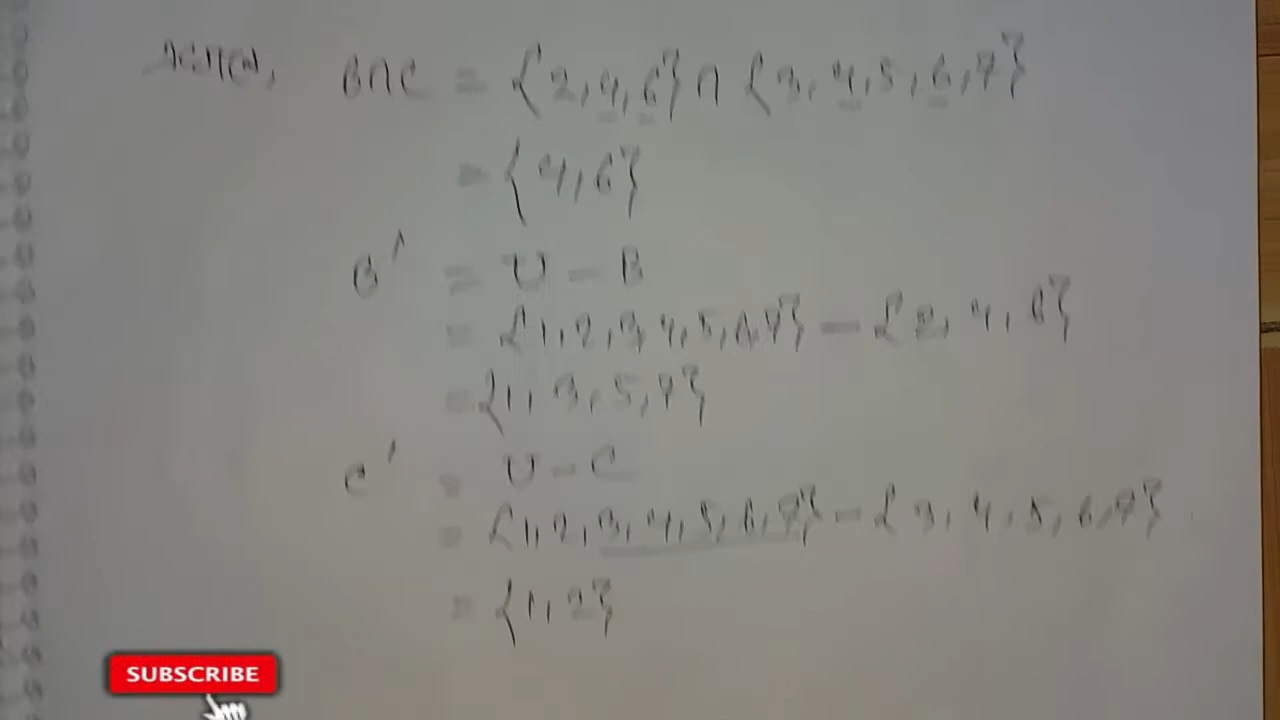 এখানে, B∩C = {2, 4, 6} ∩ {3, 4, 5, 6, 7}
= {4, 6}
B' = U - B
= {1, 2, 3, 4, 5, 6, 7} - {2, 4, 6}
= {1, 3, 5, 7}
C' = U - C
= {1, 2, 3, 4, 5, 6, 7} - {3, 4, 5, 6, 7}
= {1, 2}
SUBSCRIBE